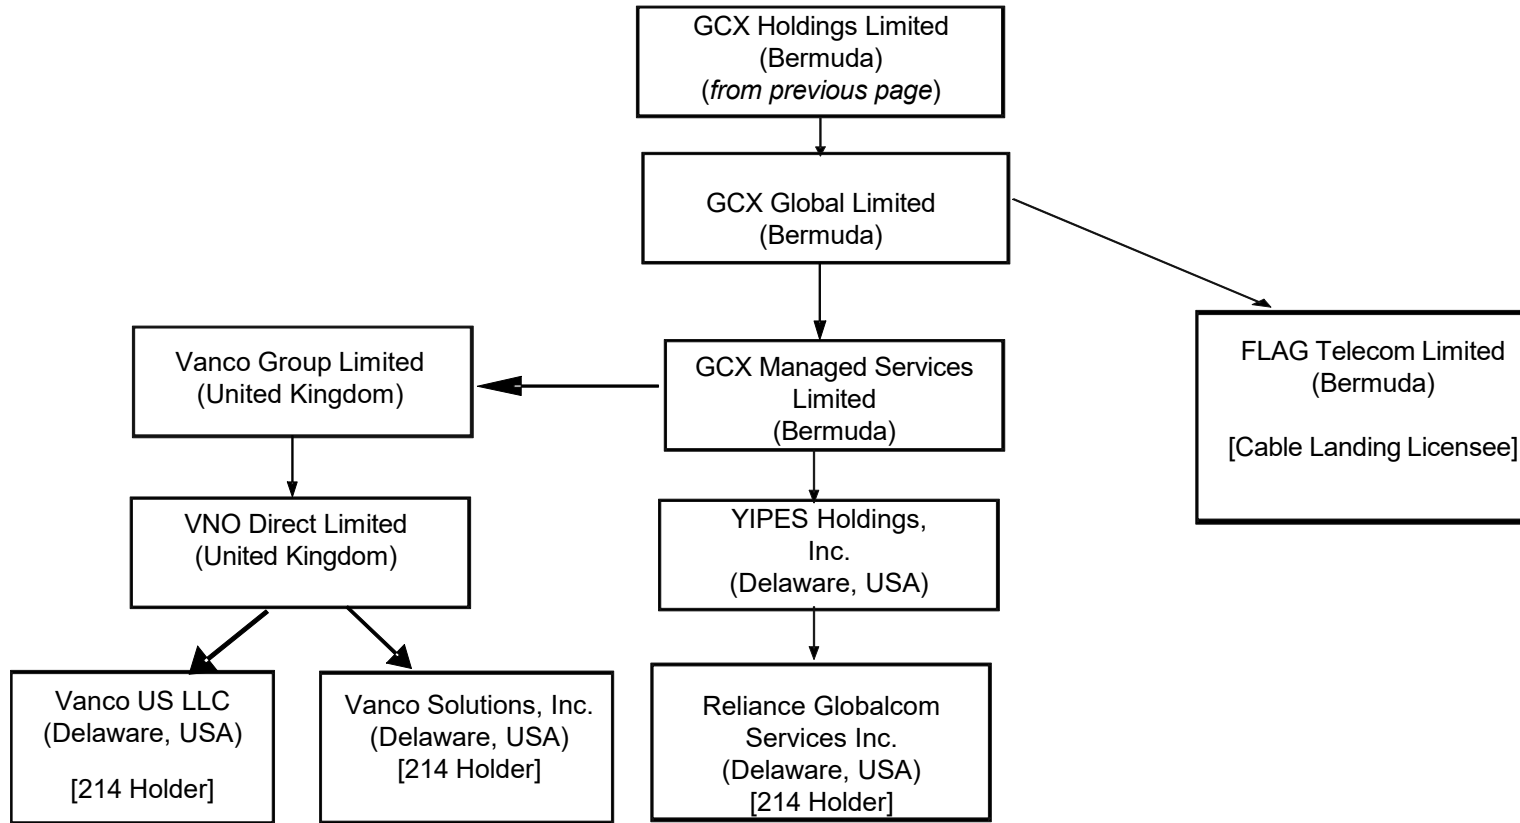 GCX Holdings Limited
(Bermuda)
(from previous page)
GCX Global Limited
(Bermuda)
Vanco Group Limited
(United Kingdom)
GCX Managed Services
Limited
(Bermuda)
FLAG Telecom Limited
(Bermuda)
[Cable Landing Licensee]
VNO Direct Limited
(United Kingdom)
YIPES Holdings,
Inc.
(Delaware, USA)
Vanco US LLC
(Delaware, USA)
[214 Holder]
Vanco Solutions, Inc.
(Delaware, USA)
[214 Holder]
Reliance Globalcom
Services Inc.
(Delaware, USA)
[214 Holder]